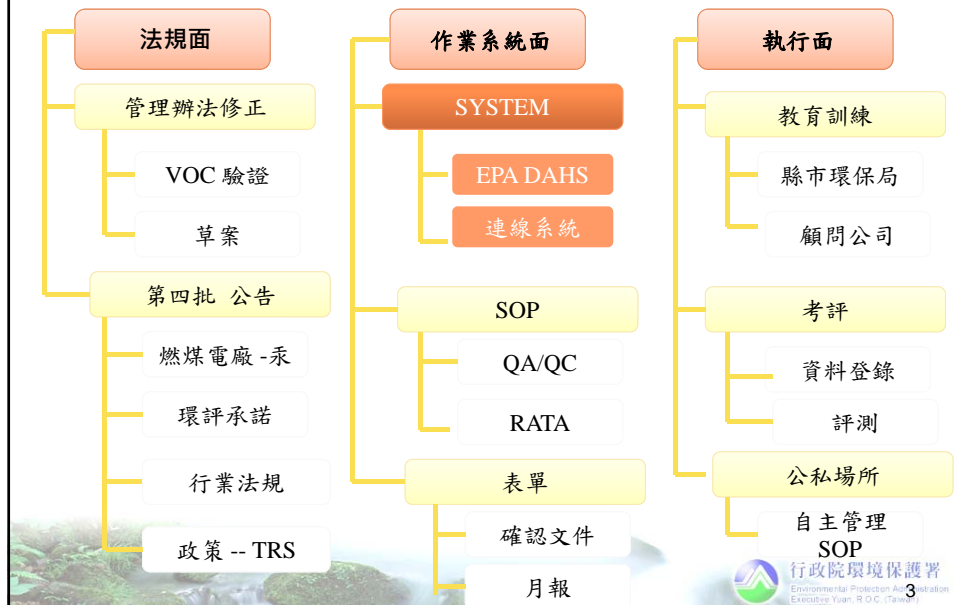 法規面
管理辦法修正
VOC 驗證
草案
第四批 公告
燃煤電廠 -汞
環評承諾
行業法規
政策 -- TRS
作業系統面
SYSTEM
EPA DAHS
連線系統
SOP
QA/QC
RATA
表單
確認文件
月報
執行面
教育訓練
縣市環保局
顧問公司
考評
資料登錄
評測
公私場所
自主管理
SOP
行政院環境保護署
Environmental Protection Administration
Executive Yuan, R.O.C. (Taiwan)
3